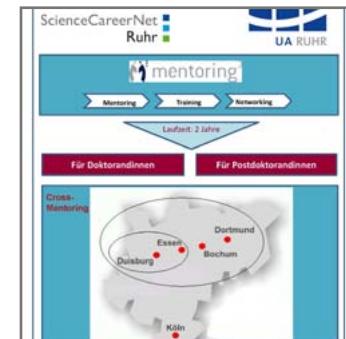 ScienceCareerNet
Ruhr
UA RUHR
mentoring³
Mentoring
Training
Networking
Laufzeit: 2 Jahre
Für Doktorandinnen
Für Postdoktorandinnen
Cross-
Mentoring
Dortmund
Essen
Bochum
Duisburg
Köln